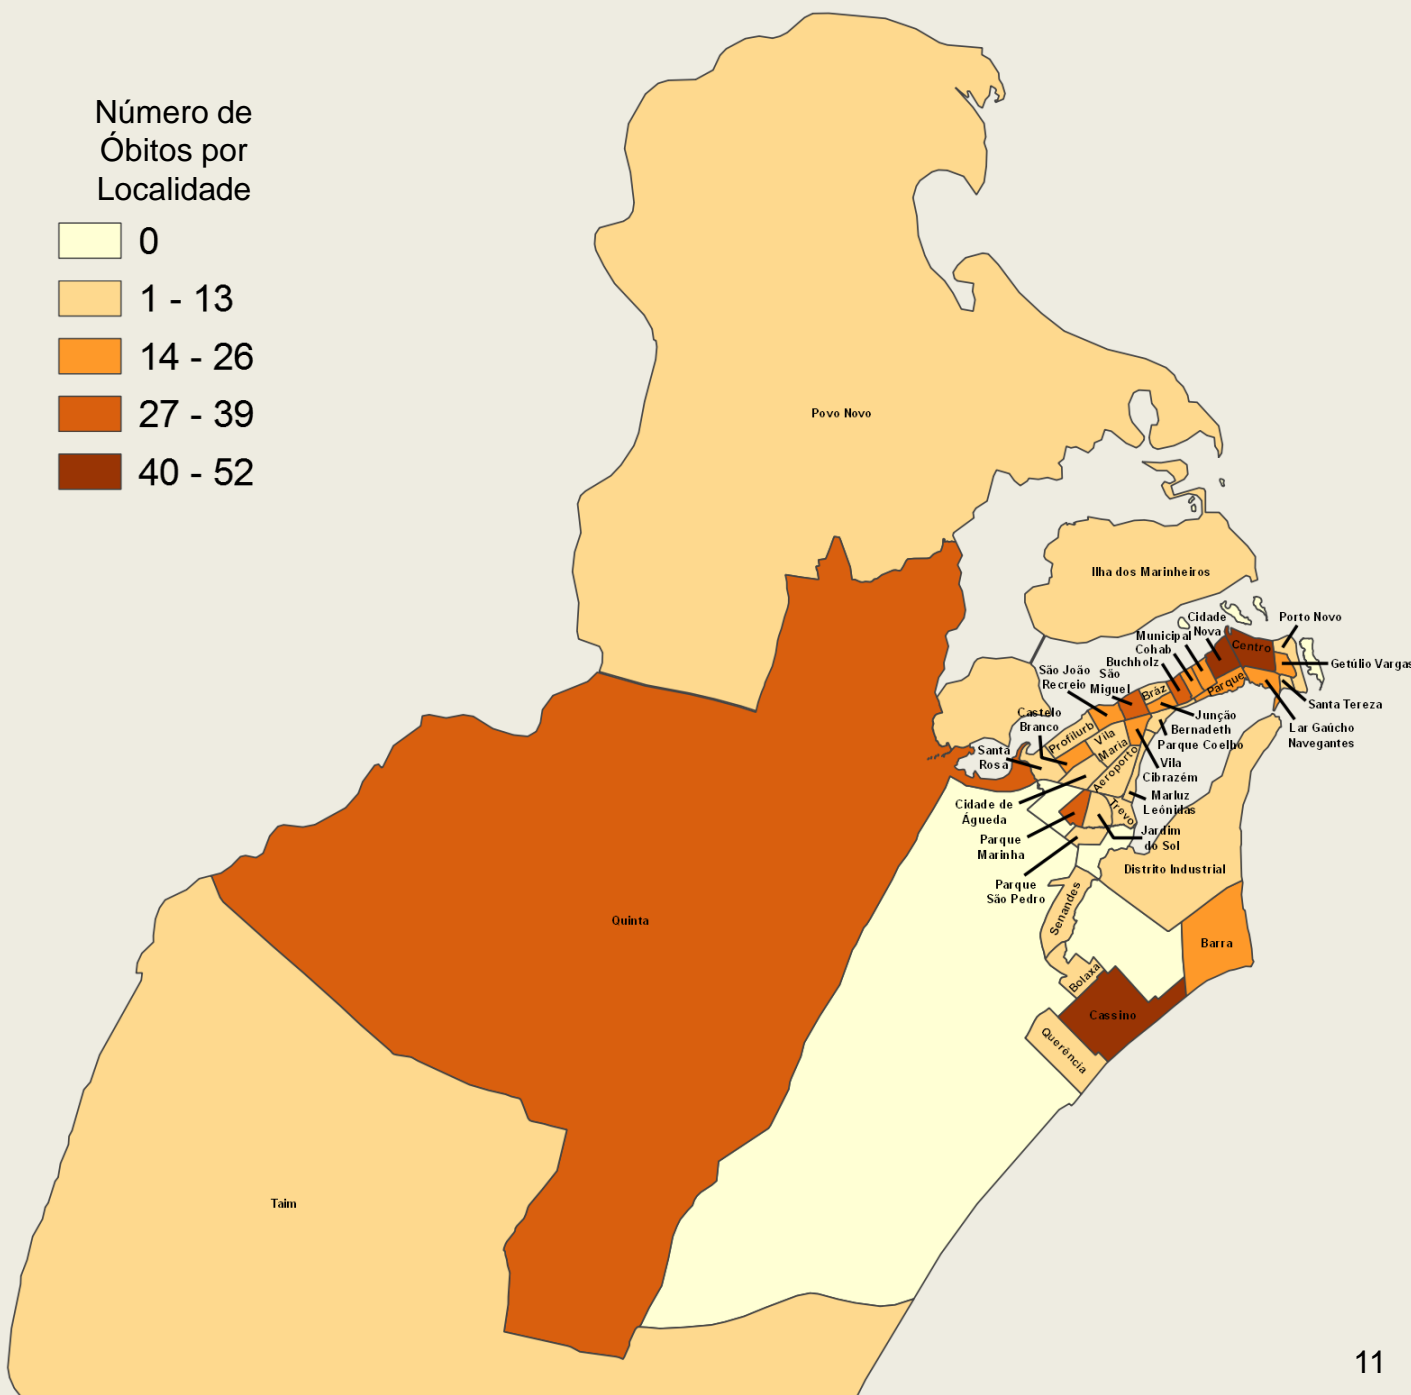 Número de
Óbitos por
Localidade
0
1 - 13
14 - 26
27 - 39
40 - 52
Povo Novo
Ilha dos Marinheiros
Cidade
Nova
Porto Novo
Municipal
Cohab
Centro
Buchholz
Getúlio Vargas
São João
Recreio
São
Miguel
Bráz
Parque
Santa Tereza
Castelo
Branco
Junção
Lar Gaúcho
Navegantes
Profilurb
Vila
Maria
Bernadeth
Parque Coelho
Santa
Rosa
Aeroporto
Vila
Cibrazém
Cidade de
Águeda
Marluz
Leónidas
Trevo
Parque
Marinha
Jardim
do Sol
Distrito Industrial
Parque
São Pedro
Senandes
Quinta
Barra
Bolaxa
Cassino
Querência
Taim
11